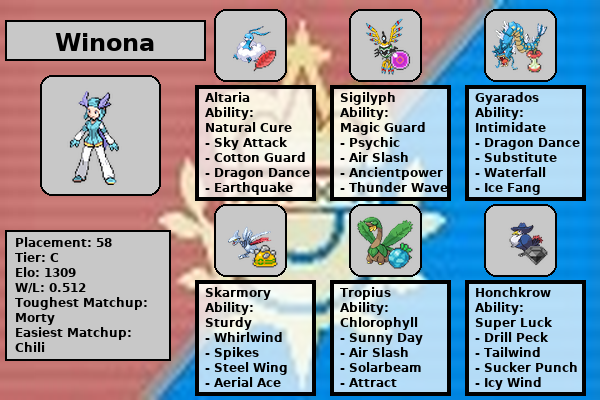 Winona
Placement: 58
Tier: C
Elo: 1309
W/L: 0.512
Toughest Matchup:
Morty
Easiest Matchup:
Chili
Altaria
Ability:
Natural Cure
- Sky Attack
- Cotton Guard
- Dragon Dance
- Earthquake
Sigilyph
Ability:
Magic Guard
- Psychic
- Air Slash
- Ancientpower
- Thunder Wave
Gyarados
Ability:
Intimidate
- Dragon Dance
- Substitute
- Waterfall
- Ice Fang
Skarmory
Ability:
Sturdy
- Whirlwind
- Spikes
- Steel Wing
- Aerial Ace
Tropius
Ability:
Chlorophyll
- Sunny Day
- Air Slash
- Solarbeam
- Attract
Honchkrow
Ability:
Super Luck
- Drill Peck
- Tailwind
- Sucker Punch
- Icy Wind